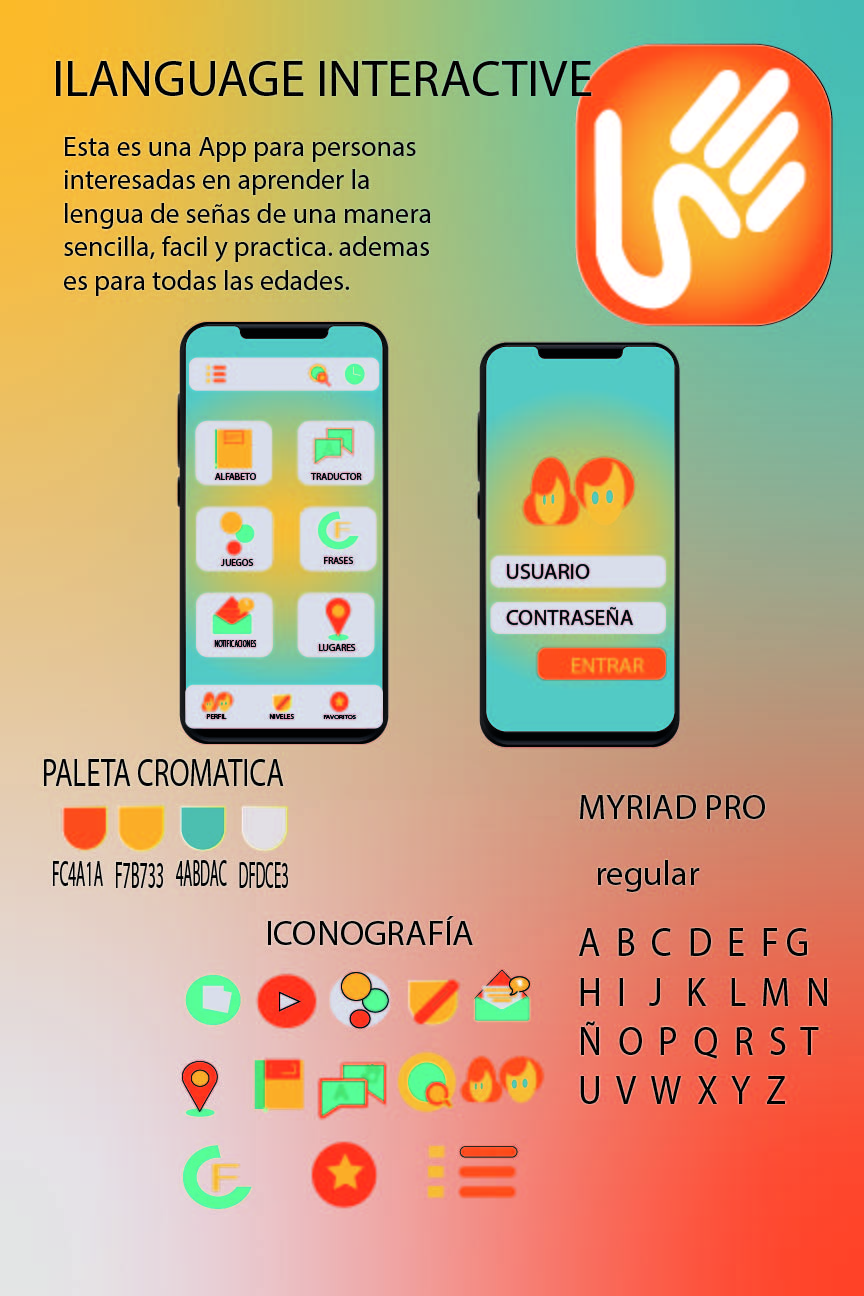 ILANGUAGE INTERACTIVE
Esta es una App para personas
interesadas en aprender la
lengua de señas de una manera
sencilla, facil y practica. ademas
es para todas las edades.
ALFABETO
TRADUCTOR
JUEGOS
F
FRASES
NOTIFICACIONES
LUGARES
PERFIL
NIVELES
FAVORITOS
USUARIO
CONTRASEÑA
ENTRAR
PALETA CROMATICA
FC4A1A F7B733 4ABDAC DFDCE3
MYRIAD PRO
regular
A B C D E F G
H I J K L M N
Ñ O P Q R S T
U V W X Y Z
ICONOGRAFÍA
A
F